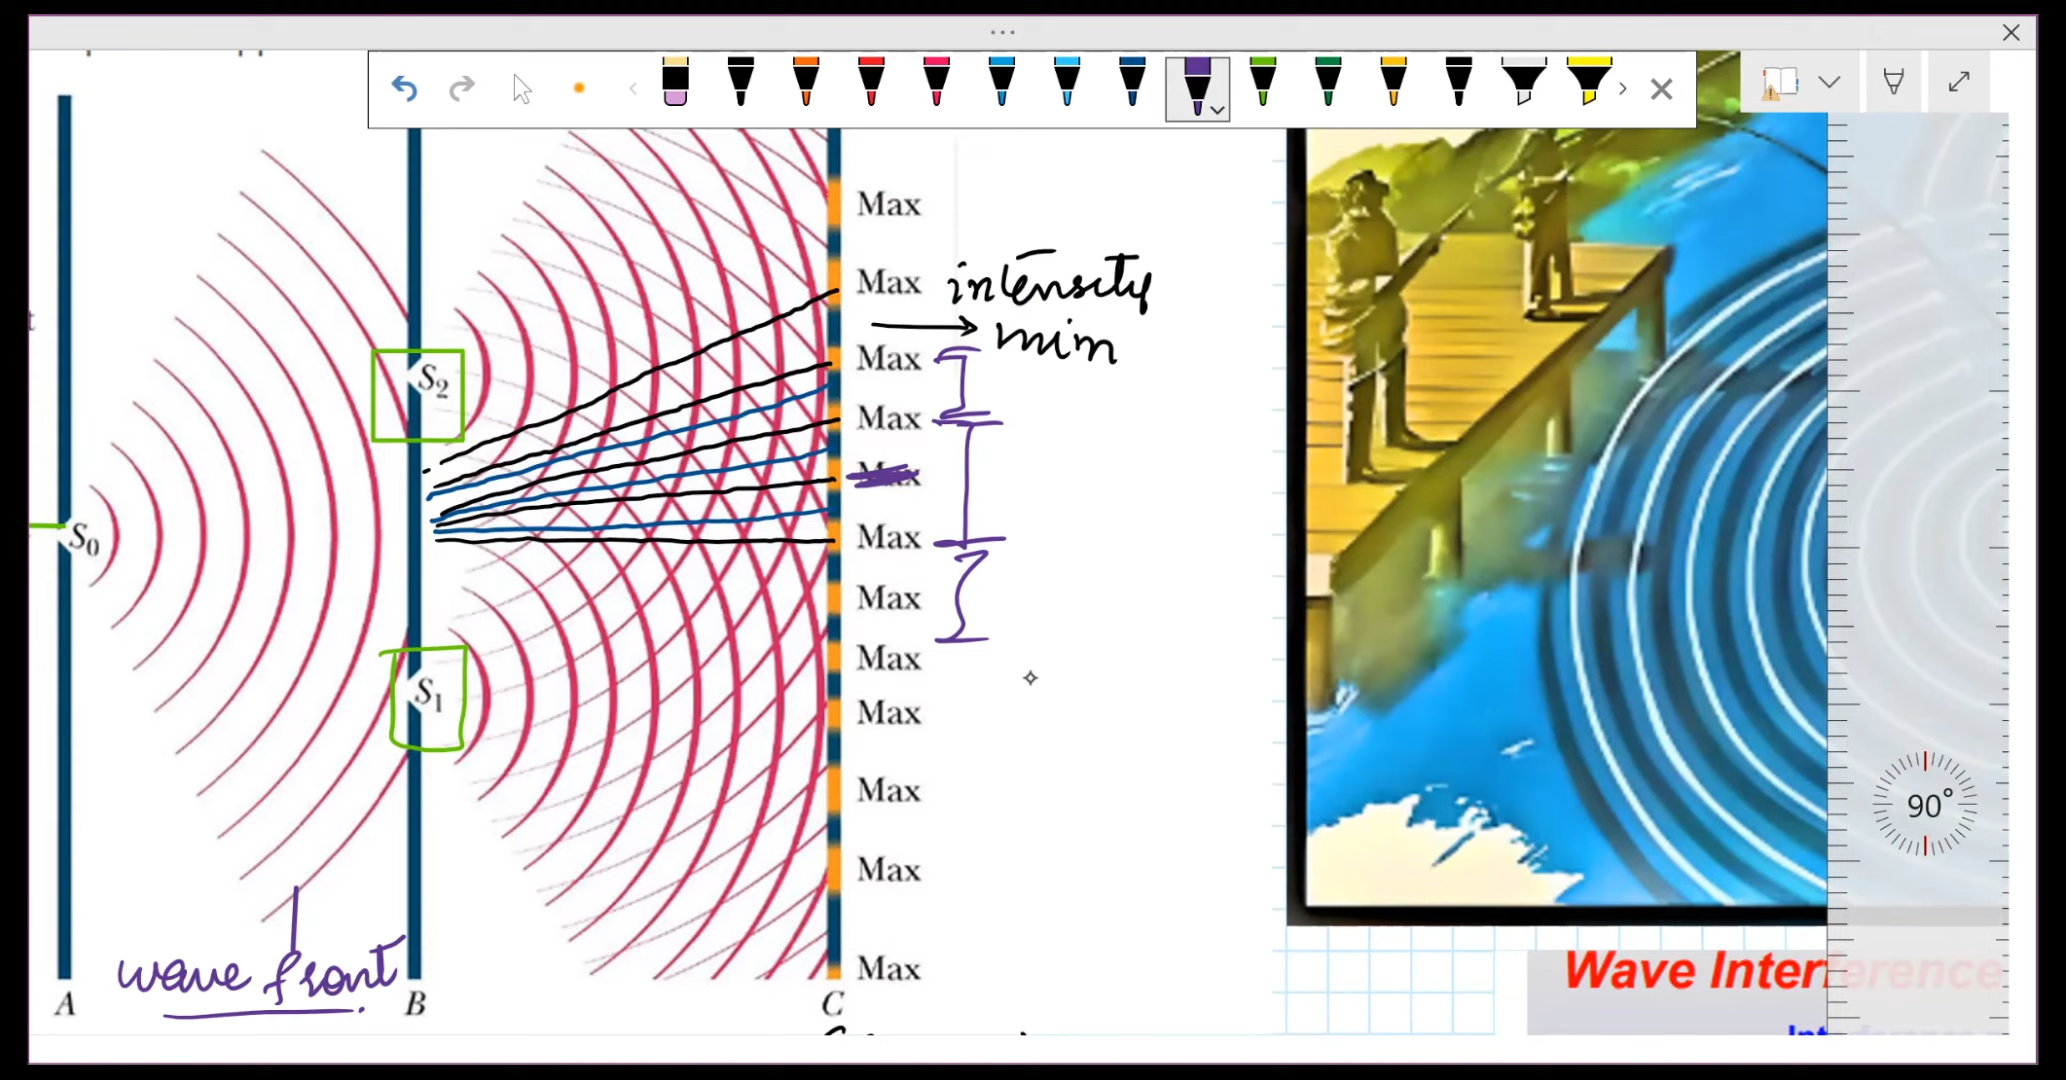 Max
intensity
Max
min
Max
S2
Max
Max
S0
Max
Max
Max
S1
Max
Max
Max
wave front
Max
A
B
C
90°
Wave Interference